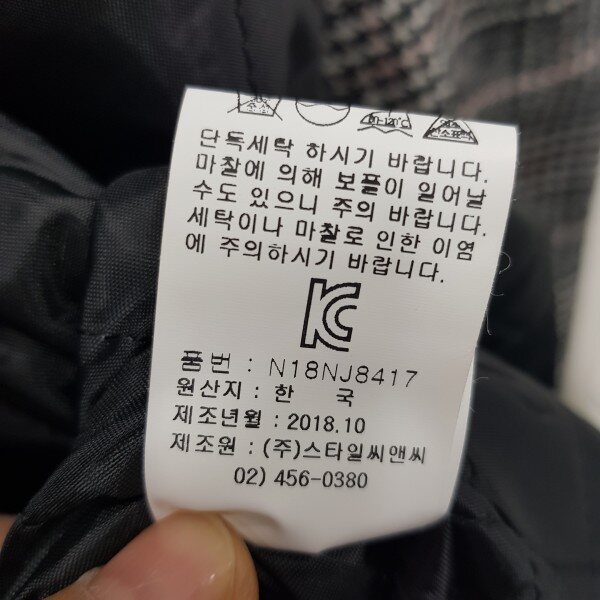 단독세탁 하시기 바랍니다.
마찰에 의해 보풀이 일어날
수도 있으니 주의 바랍니다.
세탁이나 마찰로 인한 이염
에 주의하시기 바랍니다.
품번 : N18NJ8417
원산지 : 한 국
제조년월 : 2018.10
제조원 : (주)스타일씨앤씨
02) 456-0380